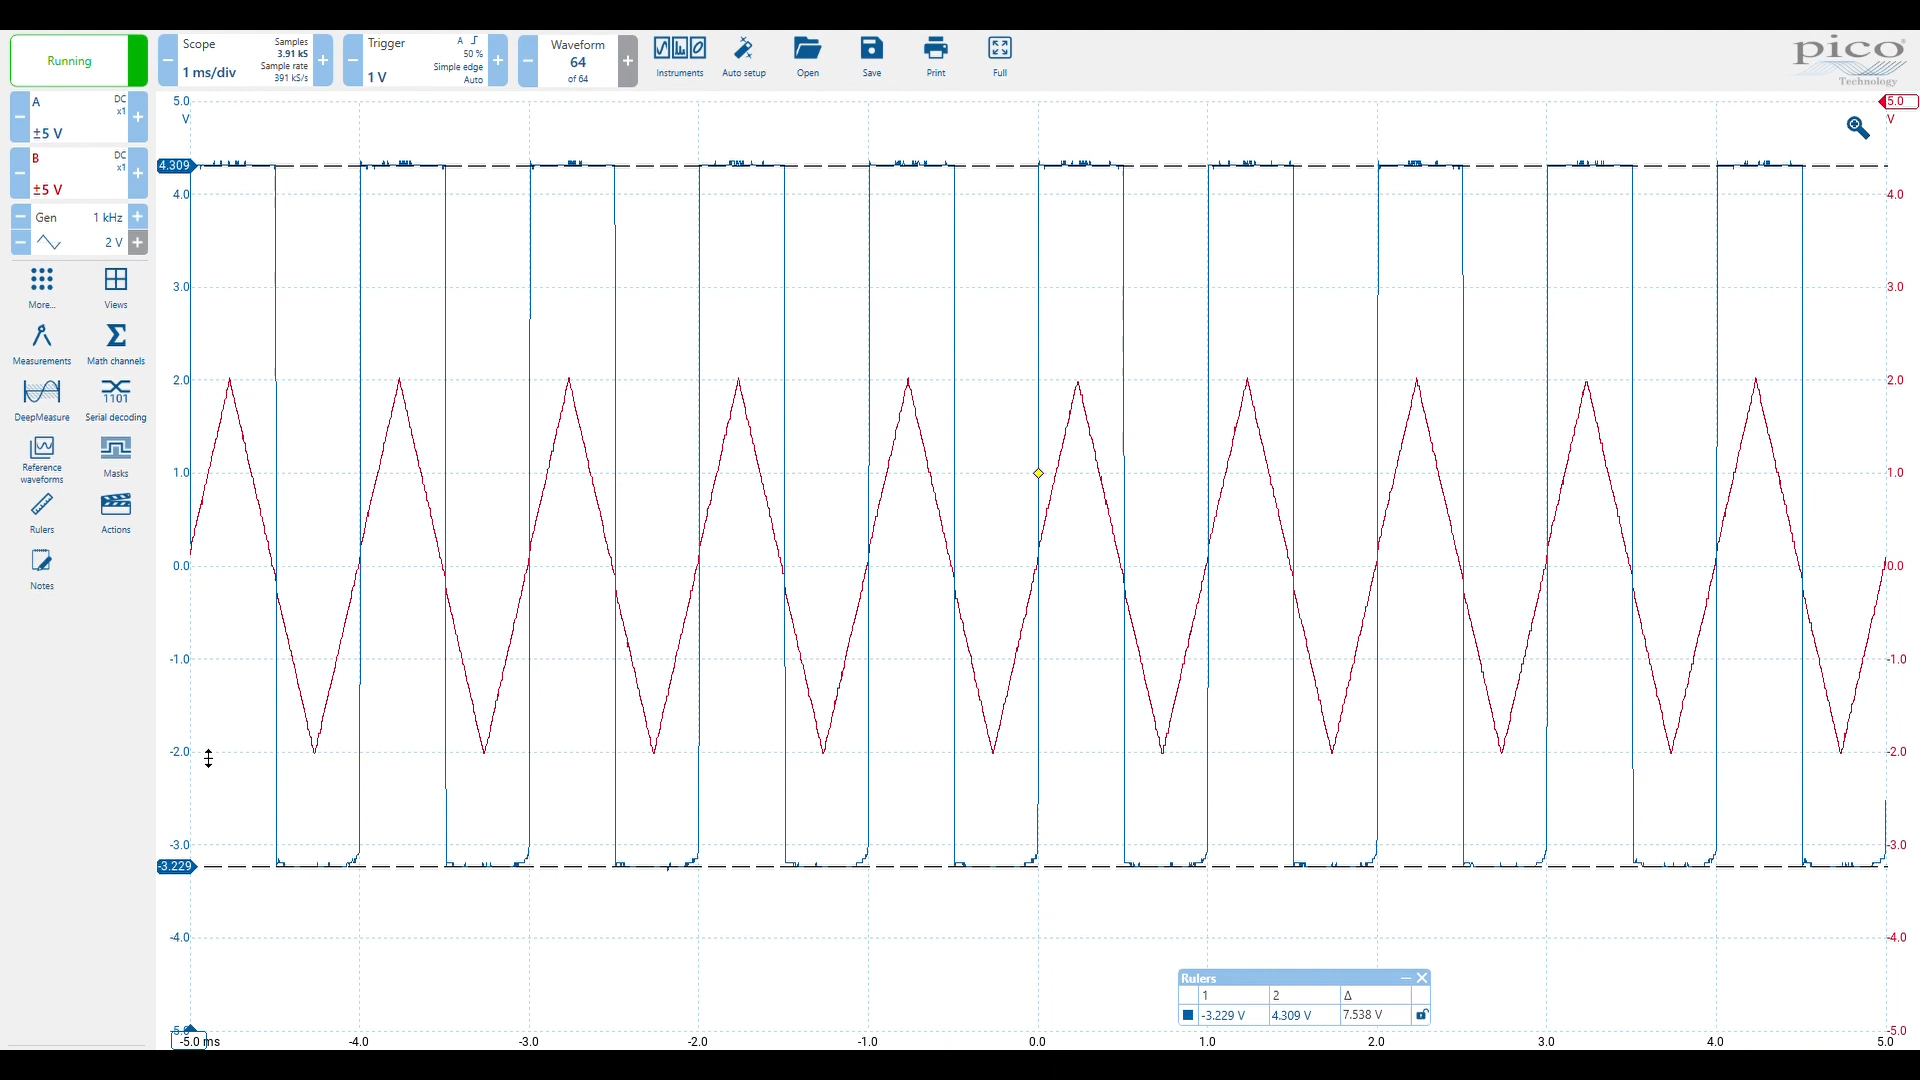 Running
Scope
1 ms/div
Samples
3.91 kS
Sample rate
391 kS/s
Trigger
1 V
A
50 %
Simple edge
Auto
Waveform
64
of 64
Instruments
Auto setup
Open
Save
Print
Full
pico
Technology
A
DC
x1
±5 V
B
DC
x1
±5 V
Gen 1 kHz
2 V
More...
Views
Measurements
Math channels
DeepMeasure
Serial decoding
1101
Reference
waveforms
Masks
Rulers
Actions
Notes
5.0
V
4.309
4.0
3.0
2.0
1.0
0.0
-1.0
-2.0
-3.0
-3.229
-4.0
-5.0
5.0
V
4.0
3.0
2.0
1.0
0.0
-1.0
-2.0
-3.0
-4.0
-5.0
Rulers
1 2 Δ
-3.229 V 4.309 V 7.538 V
-5.0 ms -4.0 -3.0 -2.0 -1.0 0.0 1.0 2.0 3.0 4.0 5.0